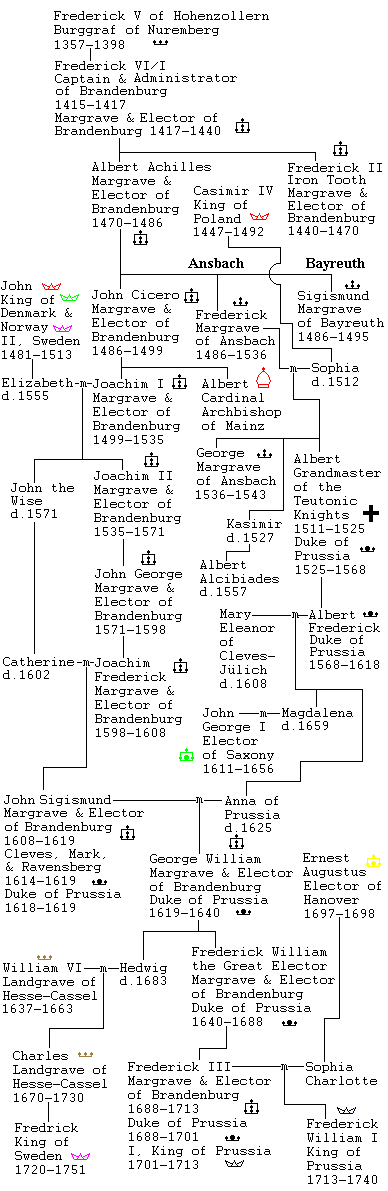 Frederick V of Hohenzollern
Burggraf of Nuremberg
1357-1398
Frederick VI/I
Captain & Administrator
of Brandenburg
1415-1417
Margrave & Elector of
Brandenburg 1417-1440
Albert Achilles
Margrave &
Elector of
Brandenburg
1470-1486
Casimir IV
King of
Poland
1447-1492
Frederick II
Iron Tooth
Margrave &
Elector of
Brandenburg
1440-1470
Ansbach
Bayreuth
John
King of
Denmark &
Norway
II, Sweden
1481-1513
John Cicero
Margrave &
Elector of
Brandenburg
1486-1499
Frederick
Margrave
of Ansbach
1486-1536
Sigismund
Margrave
of Bayreuth
1486-1495
Elizabeth-m-Joachim I
d.1555
Margrave &
Elector of
Brandenburg
1499-1535
Albert
Cardinal
Archbishop
of Mainz
m-Sophia
d.1512
John the
Wise
d.1571
Joachim II
Margrave &
Elector of
Brandenburg
1535-1571
George
Margrave
of Ansbach
1536-1543
Kasimir
d.1527
Albert
Alcibiades
d.1557
Albert
Grandmaster
of the
Teutonic
Knights
1511-1525
Duke of
Prussia
1525-1568
John George
Margrave &
Elector of
Brandenburg
1571-1598
Mary
Eleanor
of
Cleves-
Jülich
d.1608
m
Albert
Frederick
Duke of
Prussia
1568-1618
Catherine-m-Joachim
d.1602
Frederick
Margrave &
Elector of
Brandenburg
1598-1608
John
George I
Elector
of Saxony
1611-1656
m-Magdalena
d.1659
John Sigismund
Margrave & Elector
of Brandenburg
1608-1619
Cleves, Mark,
& Ravensberg
1614-1619
Duke of Prussia
1618-1619
m
Anna of
Prussia
d.1625
George William
Margrave & Elector
of Brandenburg
Duke of Prussia
1619-1640
Ernest
Augustus
Elector of
Hanover
1697-1698
William VI-m-Hedwig
Landgrave of
Hesse-Cassel
1637-1663
d.1683
Frederick William
the Great Elector
Margrave & Elector
of Brandenburg
Duke of Prussia
1640-1688
Charles
Landgrave of
Hesse-Cassel
1670-1730
Frederick III
Margrave & Elector
of Brandenburg
1688-1713
Duke of Prussia
1688-1701
I, King of Prussia
1701-1713
m
Sophia
Charlotte
Fredrick
King of
Sweden
1720-1751
Frederick
William I
King of
Prussia
1713-1740